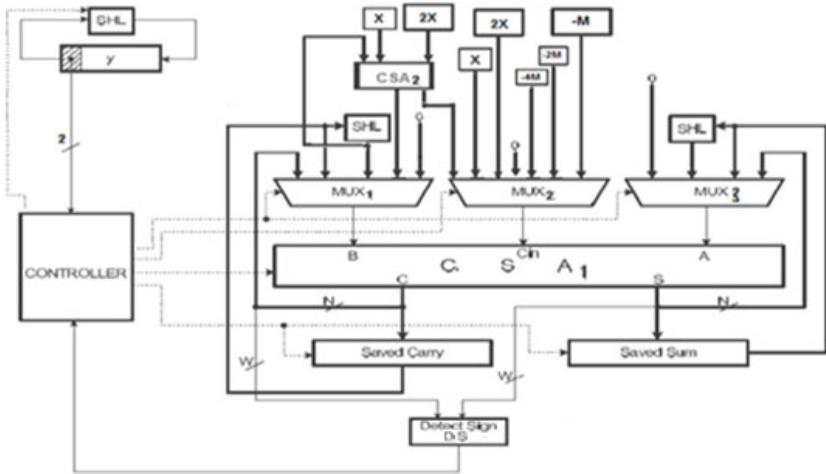 SHL
X
2X
2X
-M
y
X
-2M
CSA2
-4M
0
SHL
0
0
SHL
2
MUX1
MUX2
MUX3
CONTROLLER
B
Cin
A
C S A1
C
S
N
N
Saved Carry
Saved Sum
W
W
Detect Sign
D.S